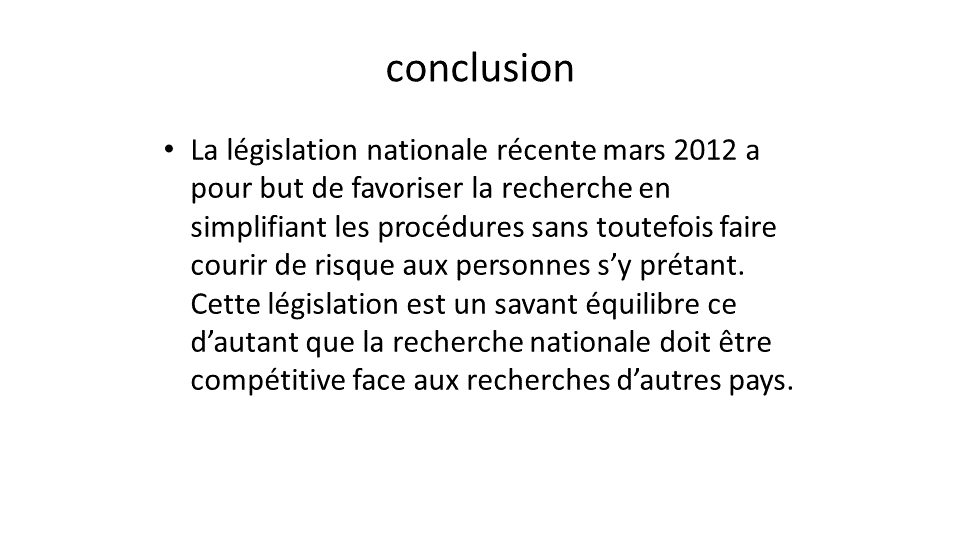 conclusion
• La législation nationale récente mars 2012 a
pour but de favoriser la recherche en
simplifiant les procédures sans toutefois faire
courir de risque aux personnes s’y prétant.
Cette législation est un savant équilibre ce
d’autant que la recherche nationale doit être
compétitive face aux recherches d’autres pays.